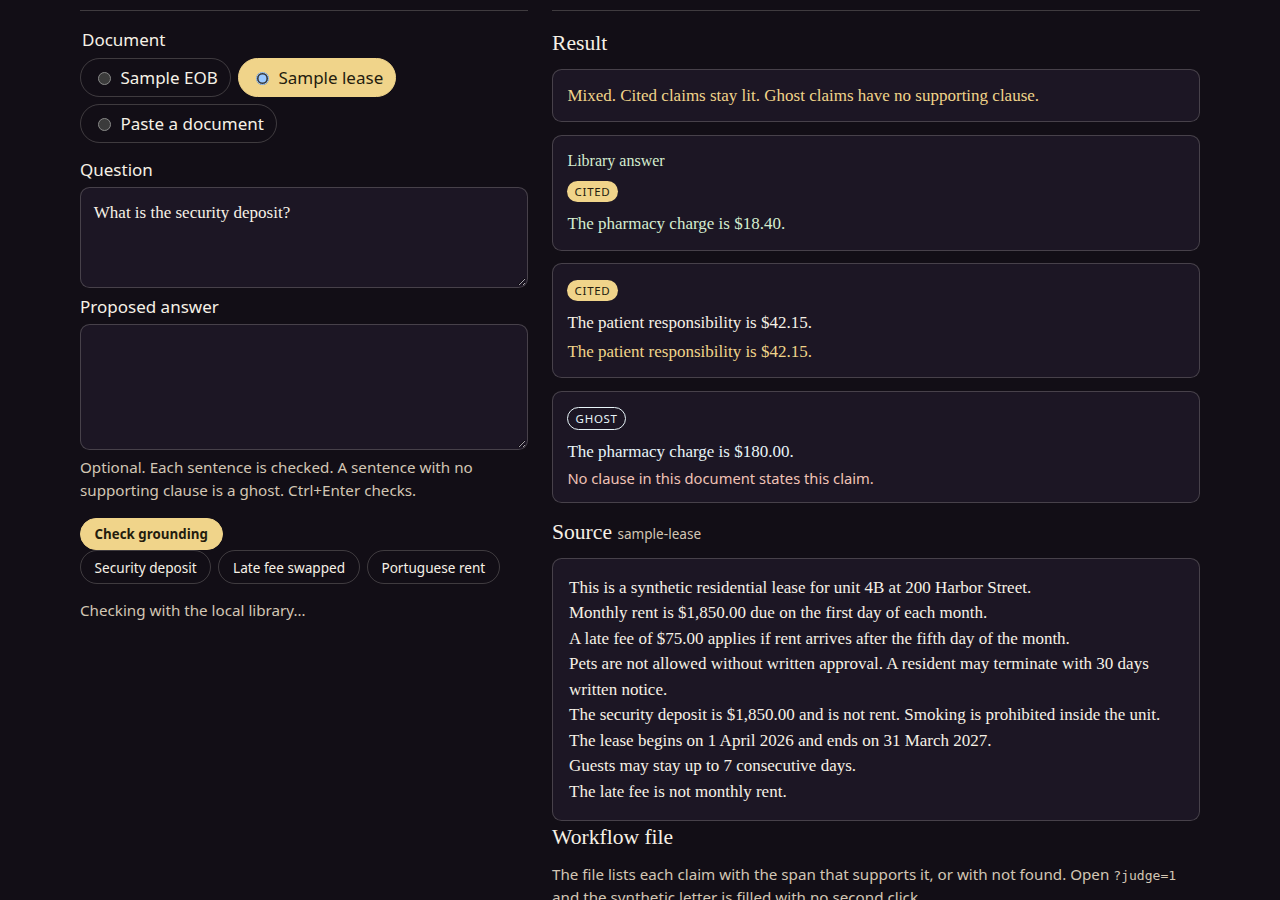 Document
Sample EOB
Sample lease
Paste a document
Question
What is the security deposit?
Proposed answer
Optional. Each sentence is checked. A sentence with no
supporting clause is a ghost. Ctrl+Enter checks.
Check grounding
Security deposit
Late fee swapped
Portuguese rent
Checking with the local library...
Result
Mixed. Cited claims stay lit. Ghost claims have no supporting clause.
Library answer
CITED
The pharmacy charge is $18.40.
CITED
The patient responsibility is $42.15.
The patient responsibility is $42.15.
GHOST
The pharmacy charge is $180.00.
No clause in this document states this claim.
Source sample-lease
This is a synthetic residential lease for unit 4B at 200 Harbor Street.
Monthly rent is $1,850.00 due on the first day of each month.
A late fee of $75.00 applies if rent arrives after the fifth day of the month.
Pets are not allowed without written approval. A resident may terminate with 30 days
written notice.
The security deposit is $1,850.00 and is not rent. Smoking is prohibited inside the unit.
The lease begins on 1 April 2026 and ends on 31 March 2027.
Guests may stay up to 7 consecutive days.
The late fee is not monthly rent.
Workflow file
The file lists each claim with the span that supports it, or with not found. Open ?judge=1
and the synthetic letter is filled with no second click.